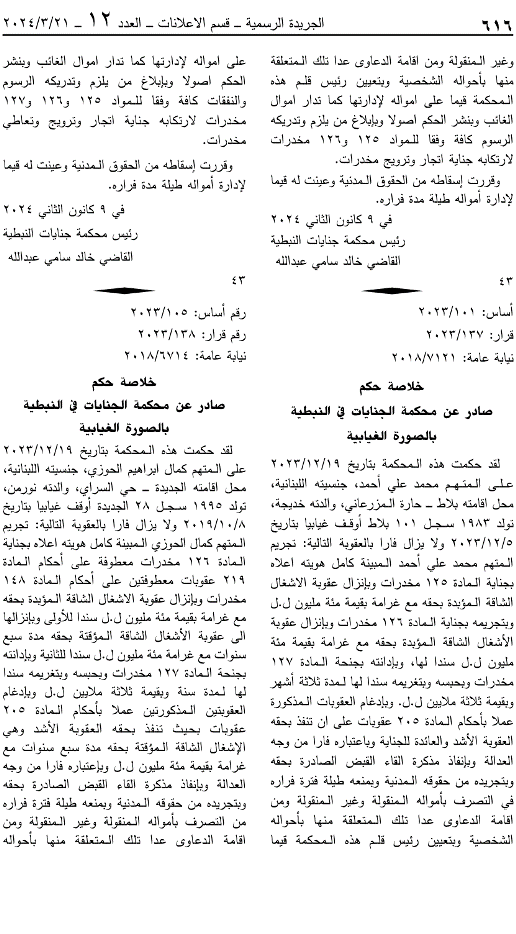 ٦١٦
الجريدة الرسمية ــ قسم الاعلانات ــ العدد ١٢ ــ ٢٠٢٤/٣/٢١
وغير المنقولة ومن اقامة الدعاوى عدا تلك المتعلقة
منها بأحواله الشخصية وبتعيين رئيس قلم هذه
المحكمة قيما على امواله لإدارتها كما تدار اموال
الغائب وبنشر الحكم اصولا وبإبلاغ من يلزم وتدريكه
الرسوم كافة وفقا للمواد ١٢٥ و١٢٦ مخدرات
لارتكابه جناية اتجار وترويج مخدرات.
وقررت إسقاطه من الحقوق المدنية وعينت له قيما
لإدارة أمواله طيلة مدة فراره.
في ٩ كانون الثاني ٢٠٢٤
رئيس محكمة جنايات النبطية
القاضي خالد سامي عبدالله
٤٣
أساس: ٢٠٢٣/١٠١
قرار: ٢٠٢٣/١٣٧
نيابة عامة: ٢٠١٨/٧١٢١
خلاصة حكم
صادر عن محكمة الجنايات في النبطية
بالصورة الغيابية
لقد حكمت هذه المحكمة بتاريخ ٢٠٢٣/١٢/١٩
على المتهم محمد علي أحمد، جنسيته اللبنانية،
محل اقامته بلاط ــ حارة المزرعاني، والدته خديجة،
تولد ١٩٨٣ سجل ١٠١ بلاط أوقف غيابيا بتاريخ
٢٠٢٣/١٢/٥ ولا يزال فارا بالعقوبة التالية: تجريم
المتهم محمد علي أحمد المبينة كامل هويته اعلاه
بجناية المادة ١٢٥ مخدرات وبإنزال عقوبة الاشغال
الشاقة المؤبدة بحقه مع غرامة بقيمة مئة مليون ل.ل
وبتجريمه بجناية المادة ١٢٦ مخدرات وبإنزال عقوبة
الأشغال الشاقة المؤبدة بحقه مع غرامة بقيمة مئة
مليون ل.ل سندا لها، وبإدانته بجنحة المادة ١٢٧
مخدرات وبحبسه وبتغريمه سندا لها لمدة ثلاثة أشهر
وبقيمة ثلاثة ملايين ل.ل. وبإدغام العقوبات المذكورة
عملا بأحكام المادة ٢٠٥ عقوبات على ان تنفذ بحقه
العقوبة الأشد والعائدة للجناية وباعتباره فارا من وجه
العدالة وبإنفاذ مذكرة القاء القبض الصادرة بحقه
وبتجريده من حقوقه المدنية وبمنعه طيلة فترة فراره
في التصرف بأمواله المنقولة وغير المنقولة ومن
اقامة الدعاوى عدا تلك المتعلقة منها بأحواله
الشخصية وبتعيين رئيس قلم هذه المحكمة قيما
على امواله لإدارتها كما تدار اموال الغائب وبنشر
الحكم اصولا وبإبلاغ من يلزم وتدريكه الرسوم
والنفقات كافة وفقا للمواد ١٢٥ و١٢٦ و١٢٧
مخدرات لارتكابه جناية اتجار وترويج وتعاطي
مخدرات.
وقررت إسقاطه من الحقوق المدنية وعينت له قيما
لإدارة أمواله طيلة مدة فراره.
في ٩ كانون الثاني ٢٠٢٤
رئيس محكمة جنايات النبطية
القاضي خالد سامي عبدالله
٤٣
رقم أساس: ٢٠٢٣/١٠٥
رقم قرار: ٢٠٢٣/١٣٨
نيابة عامة: ٢٠١٨/٦٧١٤
خلاصة حكم
صادر عن محكمة الجنايات في النبطية
بالصورة الغيابية
لقد حكمت هذه المحكمة بتاريخ ٢٠٢٣/١٢/١٩
على المتهم كمال ابراهيم الحوزي، جنسيته اللبنانية،
محل اقامته الجديدة ــ حي السراي، والدته نورمن،
تولد ١٩٩٥ سجل ٢٨ الجديدة أوقف غيابيا بتاريخ
٢٠١٩/١٠/٨ ولا يزال فارا بالعقوبة التالية: تجريم
المتهم كمال الحوزي المبينة كامل هويته اعلاه بجناية
المادة ١٢٦ مخدرات معطوفة على أحكام المادة
٢١٩ عقوبات معطوفتين على أحكام المادة ١٤٨
مخدرات وبإنزال عقوبة الاشغال الشاقة المؤبدة بحقه
مع غرامة بقيمة مئة مليون ل.ل سندا للأولى وبإنزالها
الى عقوبة الأشغال الشاقة المؤقتة بحقه مدة سبع
سنوات مع غرامة مئة مليون ل.ل سندا للثانية وبإدانته
بجنحة المادة ١٢٧ مخدرات وبحبسه وبتغريمه سندا
لها لمدة سنة وبقيمة ثلاثة ملايين ل.ل وبإدغام
العقوبتين المذكورتين عملا بأحكام المادة ٢٠٥
عقوبات بحيث تنفذ بحقه العقوبة الأشد وهي
الإشغال الشاقة المؤقتة بحقه مدة سبع سنوات مع
غرامة بقيمة مئة مليون ل.ل وبإعتباره فارا من وجه
العدالة وبإنفاذ مذكرة القاء القبض الصادرة بحقه
وبتجريده من حقوقه المدنية وبمنعه طيلة فترة فراره
من التصرف بأمواله المنقولة وغير المنقولة ومن
اقامة الدعاوى عدا تلك المتعلقة منها بأحواله